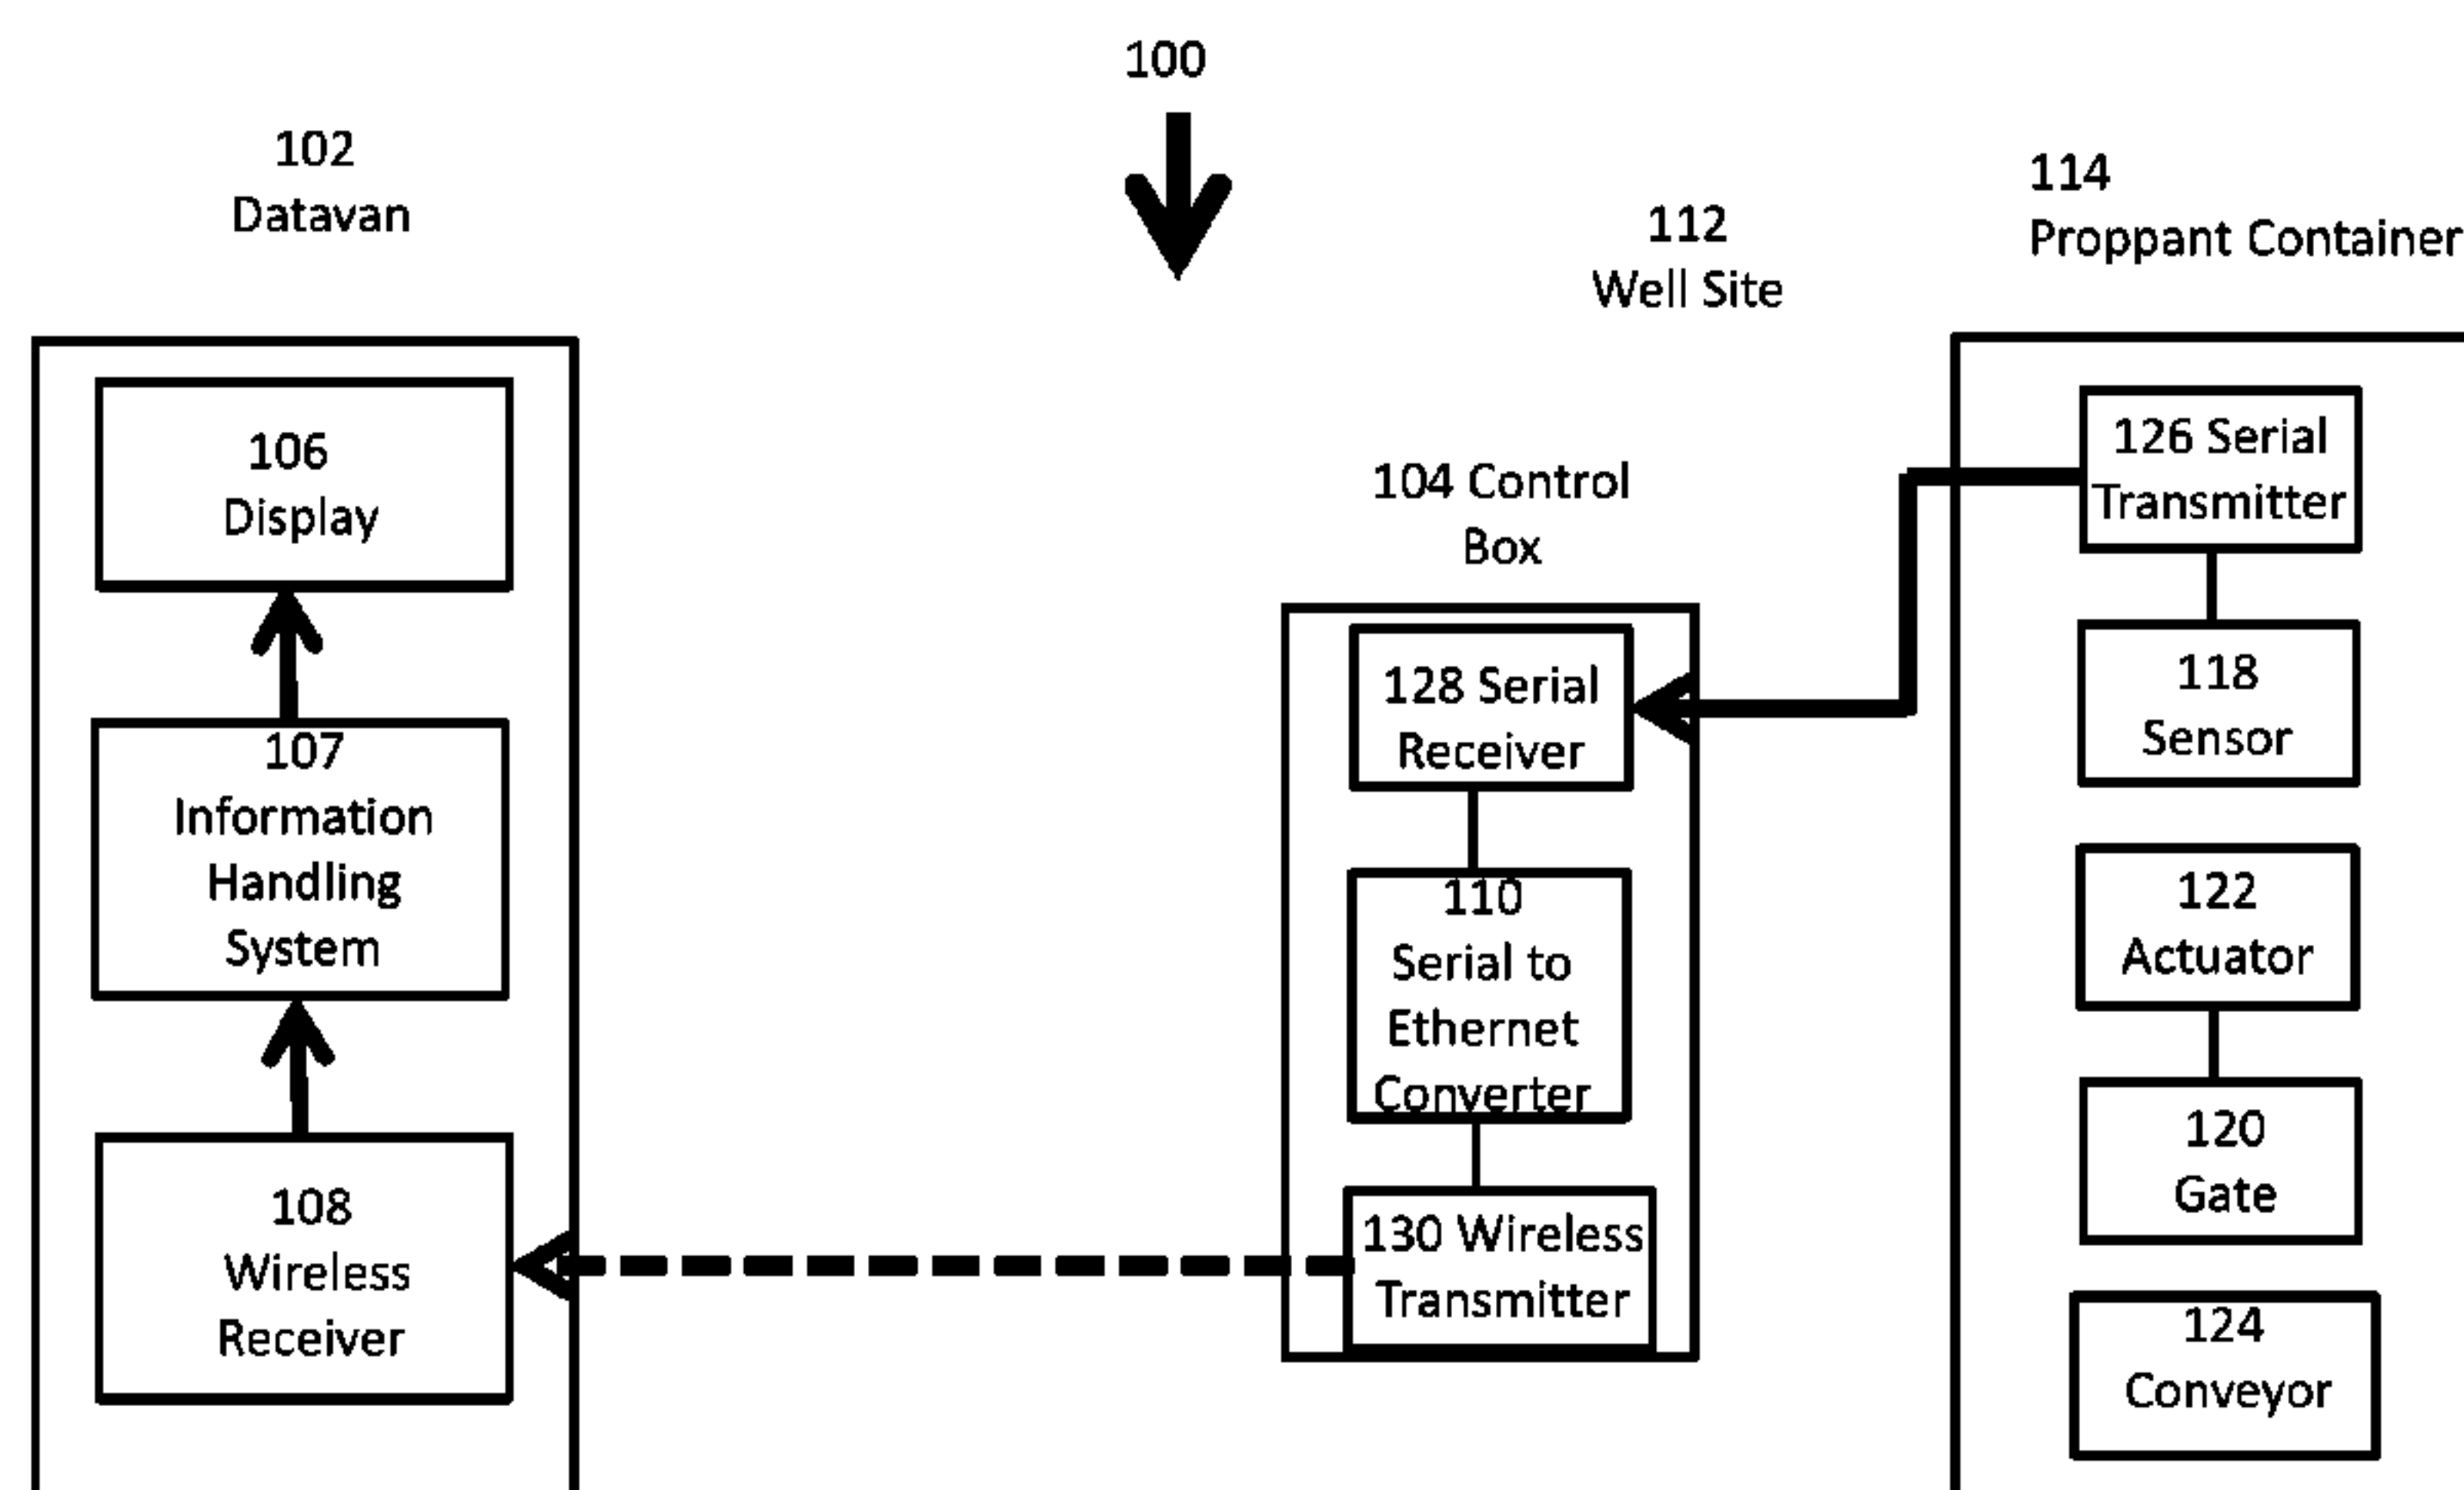 100
102
Datavan
112
Well Site
114
Proppant Container
106
Display
107
Information
Handling
System
108
Wireless
Receiver
104 Control
Box
128 Serial
Receiver
110
Serial to
Ethernet
Converter
130 Wireless
Transmitter
126 Serial
Transmitter
118
Sensor
122
Actuator
120
Gate
124
Conveyor